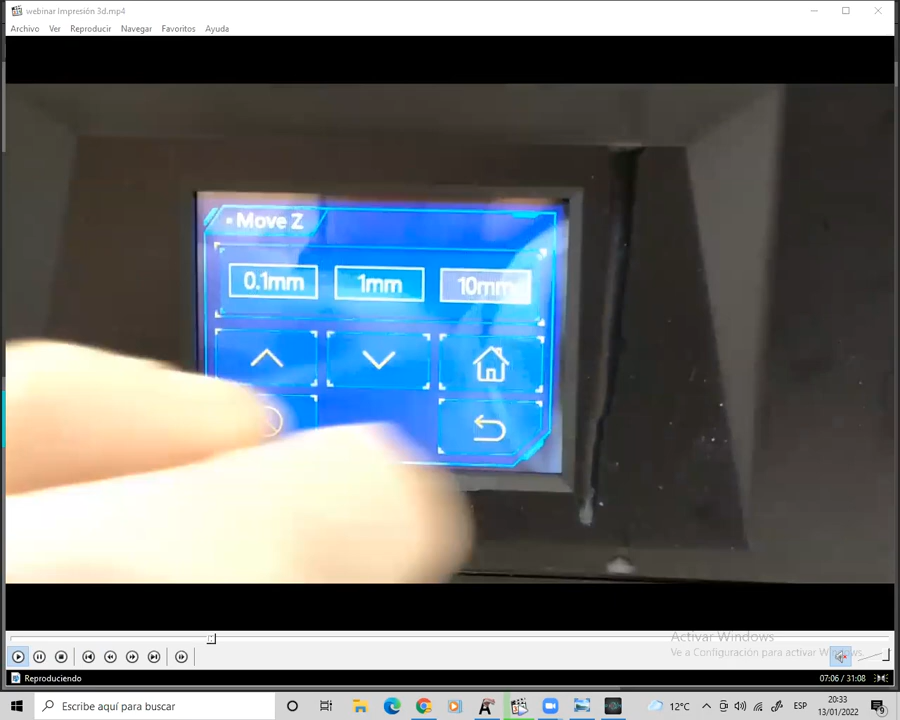 webinar Impresión 3d.mp4
Archivo Ver Reproducir Navegar Favoritos Ayuda
Move Z
0.1mm 1mm 10mm
Activar Windows
Ve a Configuración para activar Windows.
Reproduciendo
07:06 / 31:08
Escribe aquí para buscar
12°C
ESP
20:33
13/01/2022
9